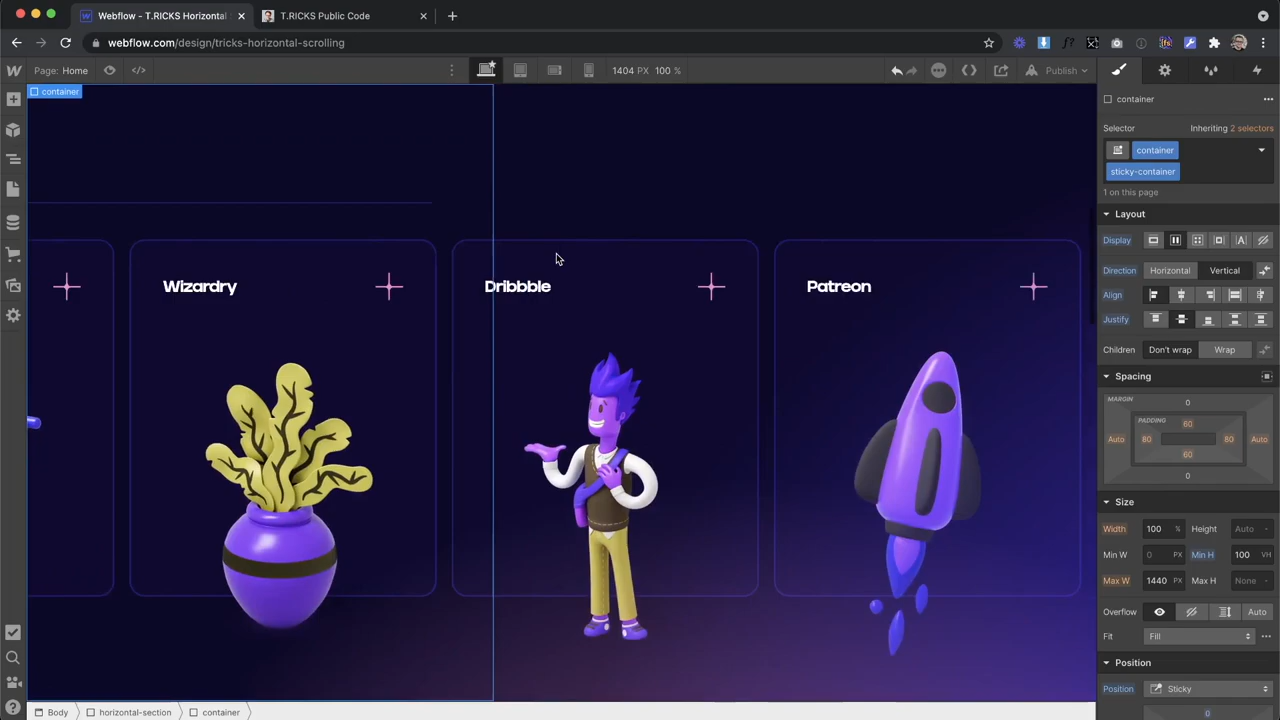 Webflow - T.RICKS Horizontal
T.RICKS Public Code
webflow.com/design/tricks-horizontal-scrolling
Page: Home
1404 PX 100 %
Publish
container
Wizardry
Dribbble
Patreon
container
Selector
Inheriting 2 selectors
container
sticky-container
1 on this page
Layout
Display
Direction Horizontal Vertical
Align
Justify
Children Don't wrap Wrap
Spacing
MARGIN
0
PADDING
60
Auto 80 80 Auto
60
0
Size
Width 100 % Height Auto
Min W 0 PX Min H 100 VH
Max W 1440 PX Max H None
Overflow Auto
Fit Fill
Position
Position Sticky
0
Body horizontal-section container